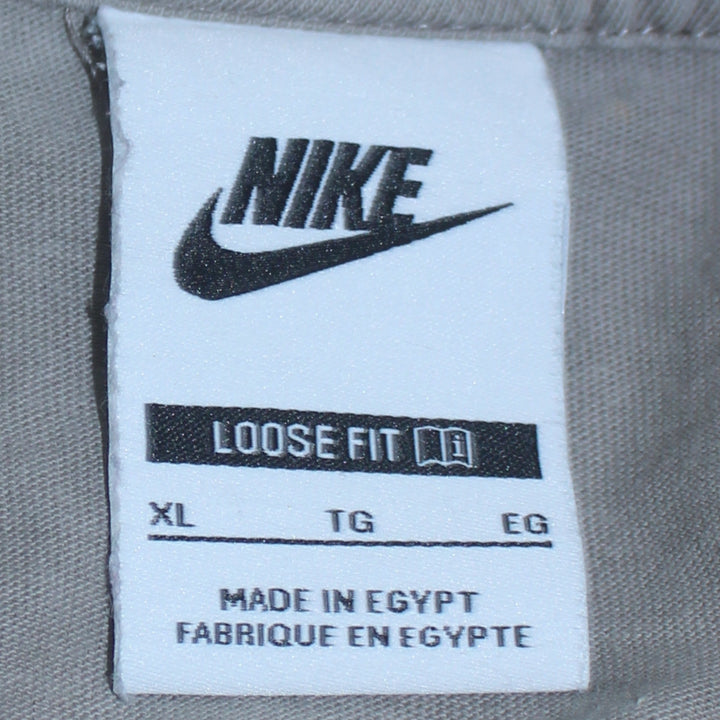 NIKE
LOOSE FIT i
XL TG EG
MADE IN EGYPT
FABRIQUE EN EGYPTE